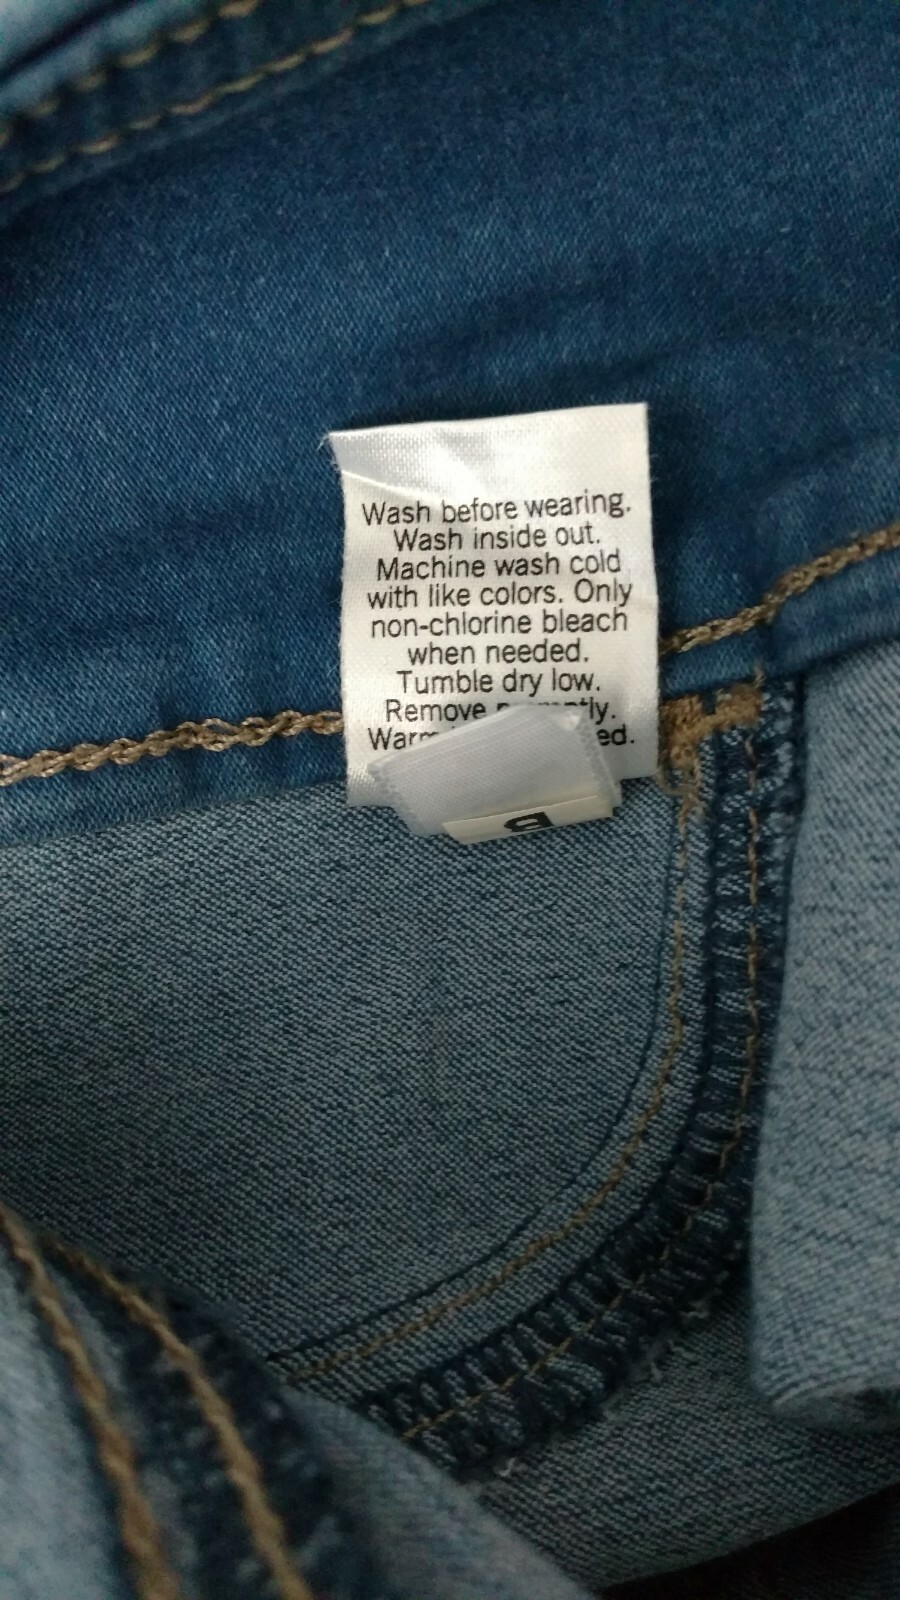 Wash before wearing.
Wash inside out.
Machine wash cold
with like colors. Only
non-chlorine bleach
when needed.
Tumble dry low.
Remove